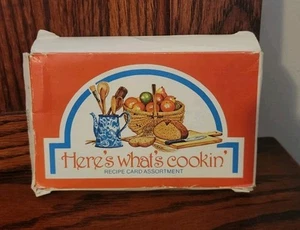 Here's what's cookin'
RECIPE CARD ASSORTMENT